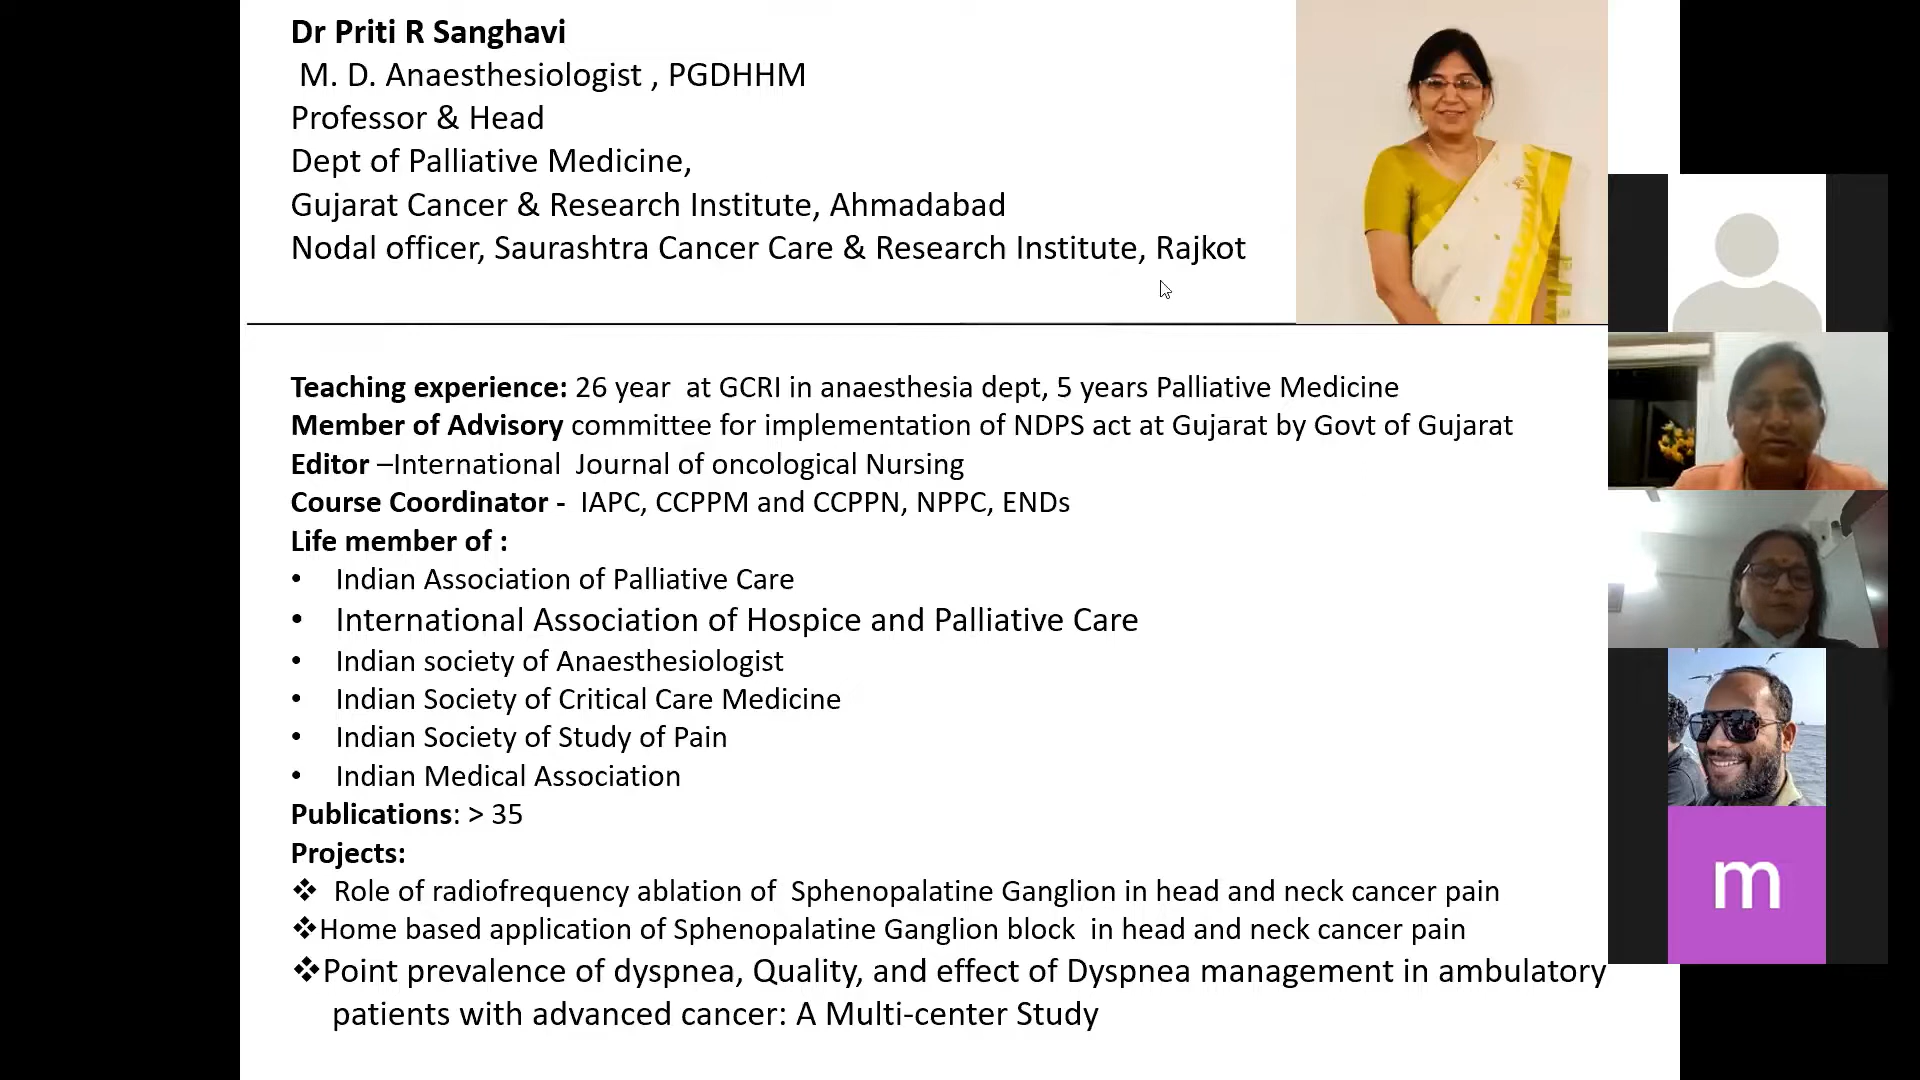 Dr Priti R Sanghavi
M. D. Anaesthesiologist , PGDHHM
Professor & Head
Dept of Palliative Medicine,
Gujarat Cancer & Research Institute, Ahmadabad
Nodal officer, Saurashtra Cancer Care & Research Institute, Rajkot
Teaching experience: 26 year at GCRI in anaesthesia dept, 5 years Palliative Medicine
Member of Advisory committee for implementation of NDPS act at Gujarat by Govt of Gujarat
Editor –International Journal of oncological Nursing
Course Coordinator - IAPC, CCPPM and CCPPN, NPPC, ENDs
Life member of :
• Indian Association of Palliative Care
• International Association of Hospice and Palliative Care
• Indian society of Anaesthesiologist
• Indian Society of Critical Care Medicine
• Indian Society of Study of Pain
• Indian Medical Association
Publications: > 35
Projects:
❖ Role of radiofrequency ablation of Sphenopalatine Ganglion in head and neck cancer pain
❖Home based application of Sphenopalatine Ganglion block in head and neck cancer pain
❖Point prevalence of dyspnea, Quality, and effect of Dyspnea management in ambulatory
patients with advanced cancer: A Multi-center Study
m